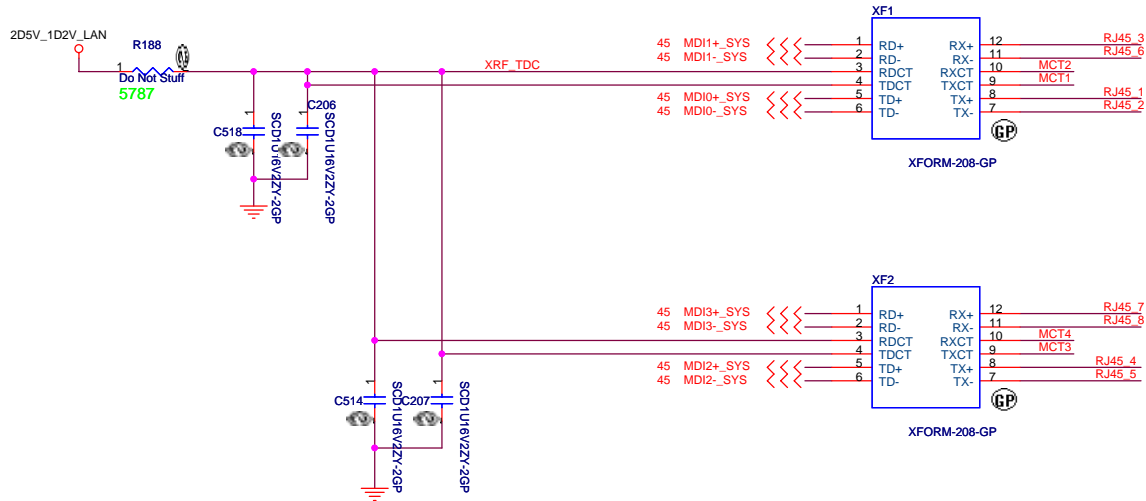 2D5V_1D2V_LAN
R188
1
Do Not Stuff
5787
XRF_TDC
C518
1
SCD1U16V2ZY-2GP
C206
1
SCD1U16V2ZY-2GP
C514
1
SCD1U16V2ZY-2GP
C207
1
SCD1U16V2ZY-2GP
XF1
45 MDI1+_SYS 1 RD+ RX+ 12 RJ45_3
45 MDI1-_SYS 2 RD- RX- 11 RJ45_6
3 RDCT RXCT 10 MCT2
4 TDCT TXCT 9 MCT1
45 MDI0+_SYS 5 TD+ TX+ 8 RJ45_1
45 MDI0-_SYS 6 TD- TX- 7 RJ45_2
GP
XFORM-208-GP
XF2
45 MDI3+_SYS 1 RD+ RX+ 12 RJ45_7
45 MDI3-_SYS 2 RD- RX- 11 RJ45_8
3 RDCT RXCT 10 MCT4
4 TDCT TXCT 9 MCT3
45 MDI2+_SYS 5 TD+ TX+ 8 RJ45_4
45 MDI2-_SYS 6 TD- TX- 7 RJ45_5
GP
XFORM-208-GP